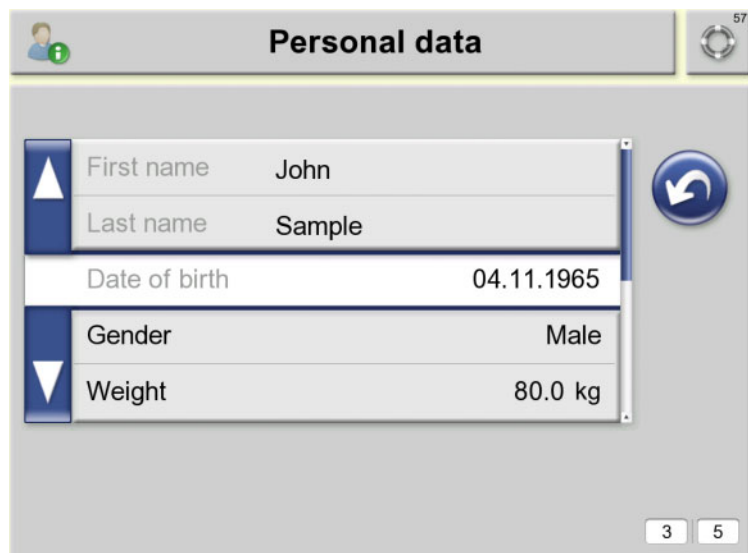 Personal data
57
First name John
Last name Sample
Date of birth 04.11.1965
Gender Male
Weight 80.0 kg
3 5